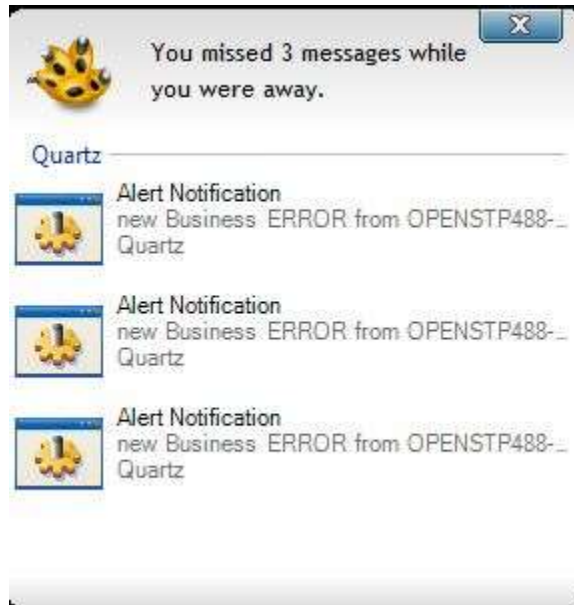 You missed 3 messages while
you were away.
Quartz
Alert Notification
new Business ERROR from OPENSTP488-...
Quartz
Alert Notification
new Business ERROR from OPENSTP488-...
Quartz
Alert Notification
new Business ERROR from OPENSTP488-...
Quartz